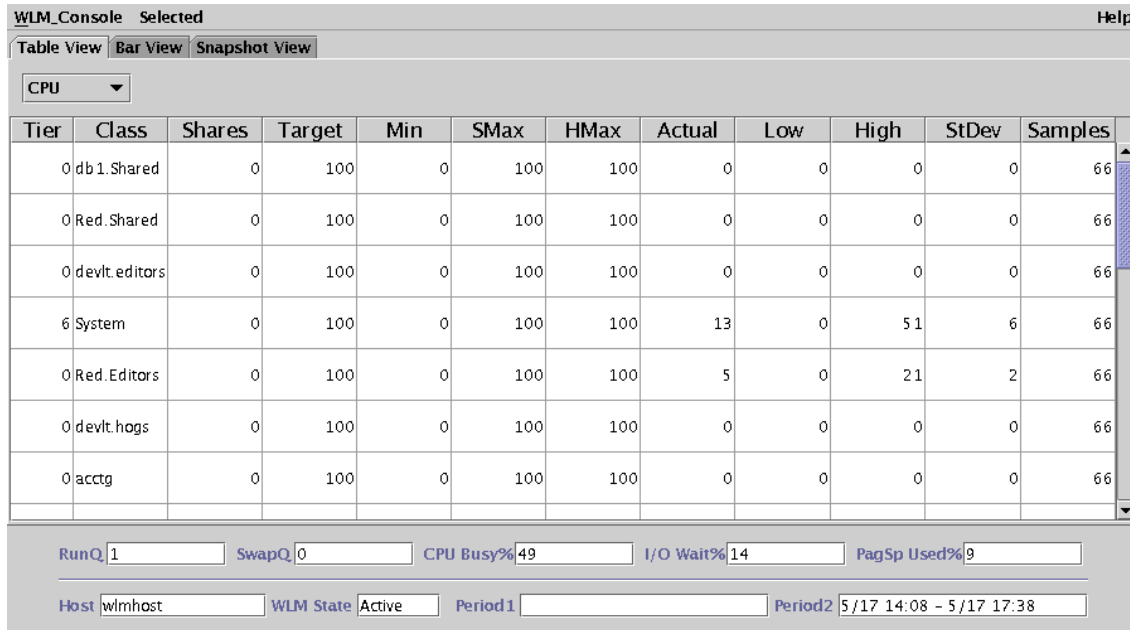 WLM_Console Selected Help
Table View Bar View Snapshot View
CPU
Tier Class Shares Target Min SMax HMax Actual Low High StDev Samples
0 db1.Shared 0 100 0 100 100 0 0 0 0 66
0 Red.Shared 0 100 0 100 100 0 0 0 0 66
0 devlt.editors 0 100 0 100 100 0 0 0 0 66
6 System 0 100 0 100 100 13 0 51 6 66
0 Red.Editors 0 100 0 100 100 5 0 21 2 66
0 devlt.hogs 0 100 0 100 100 0 0 0 0 66
0 acctg 0 100 0 100 100 0 0 0 0 66
RunQ 1 SwapQ 0 CPU Busy% 49 I/O Wait% 14 PagSp Used% 9
Host wlmhost WLM State Active Period1 Period2 5/17 14:08 - 5/17 17:38